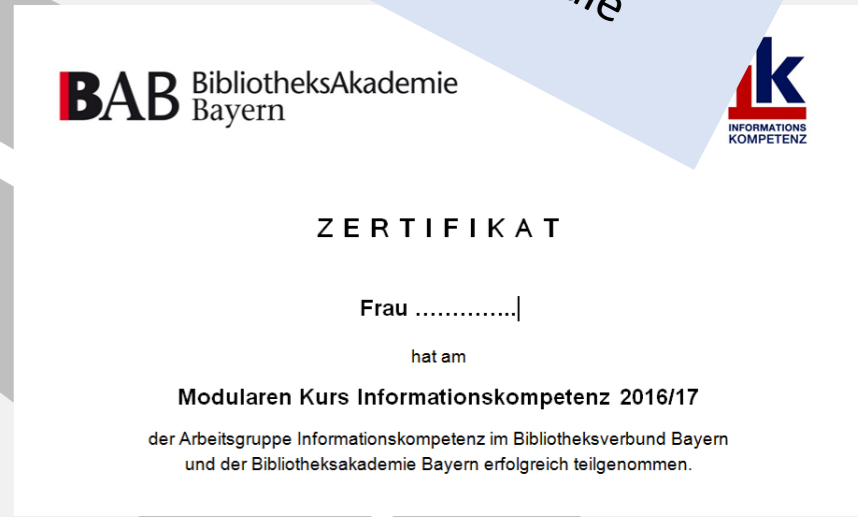 BAB BibliotheksAkademie
Bayern
k
INFORMATIONS
KOMPETENZ
ZERTIFIKAT
Frau ..............
hat am
Modularen Kurs Informationskompetenz 2016/17
der Arbeitsgruppe Informationskompetenz im Bibliotheksverbund Bayern
und der Bibliotheksakademie Bayern erfolgreich teilgenommen.